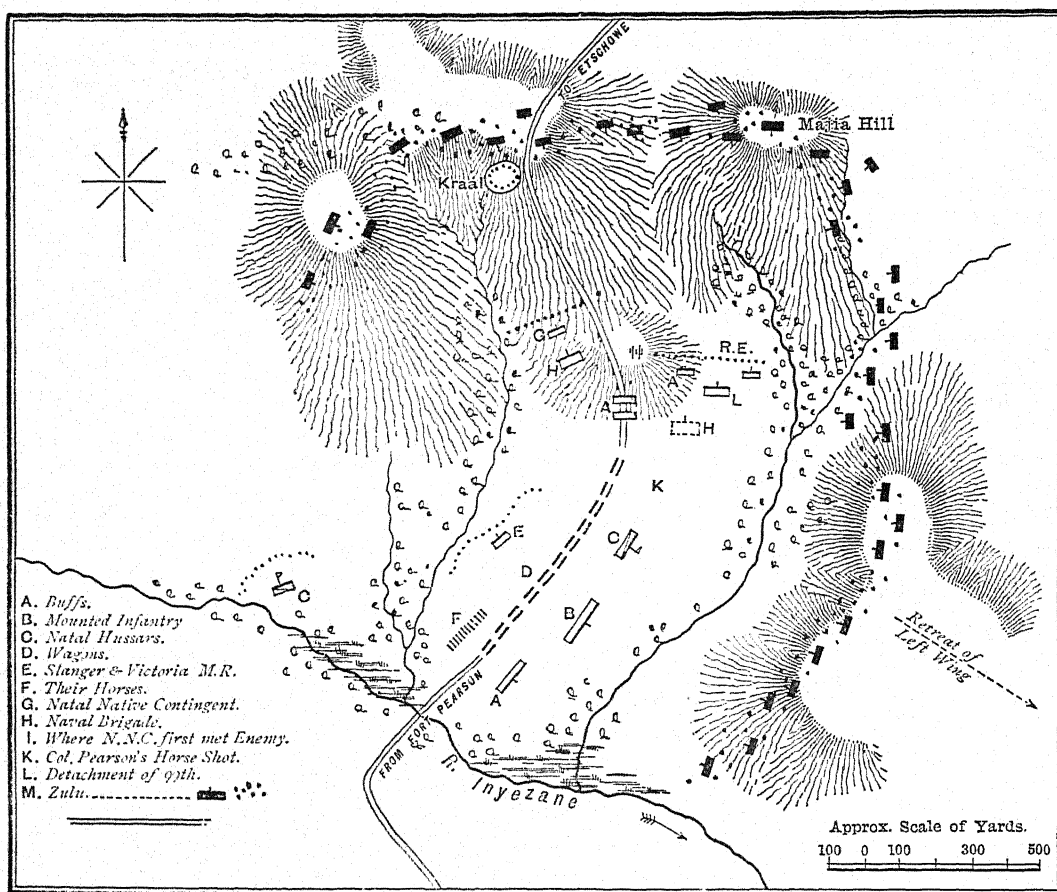 TO ETSCHOWE
Majia Hill
Kraal
G
H
R.E.
A
A
L
H
K
E
C
D
C
F
B
A
Retreat of
Left Wing
FROM FORT PEARSON
R. Inyezane
A. Buffs.
B. Mounted Infantry
C. Natal Hussars.
D. Wagons.
E. Slanger & Victoria M.R.
F. Their Horses.
G. Natal Native Contingent.
H. Naval Brigade.
I. Where N.N.C. first met Enemy.
K. Col. Pearson's Horse Shot.
L. Detachment of 99th.
M. Zulu.
Approx. Scale of Yards.
100 0 100 300 500